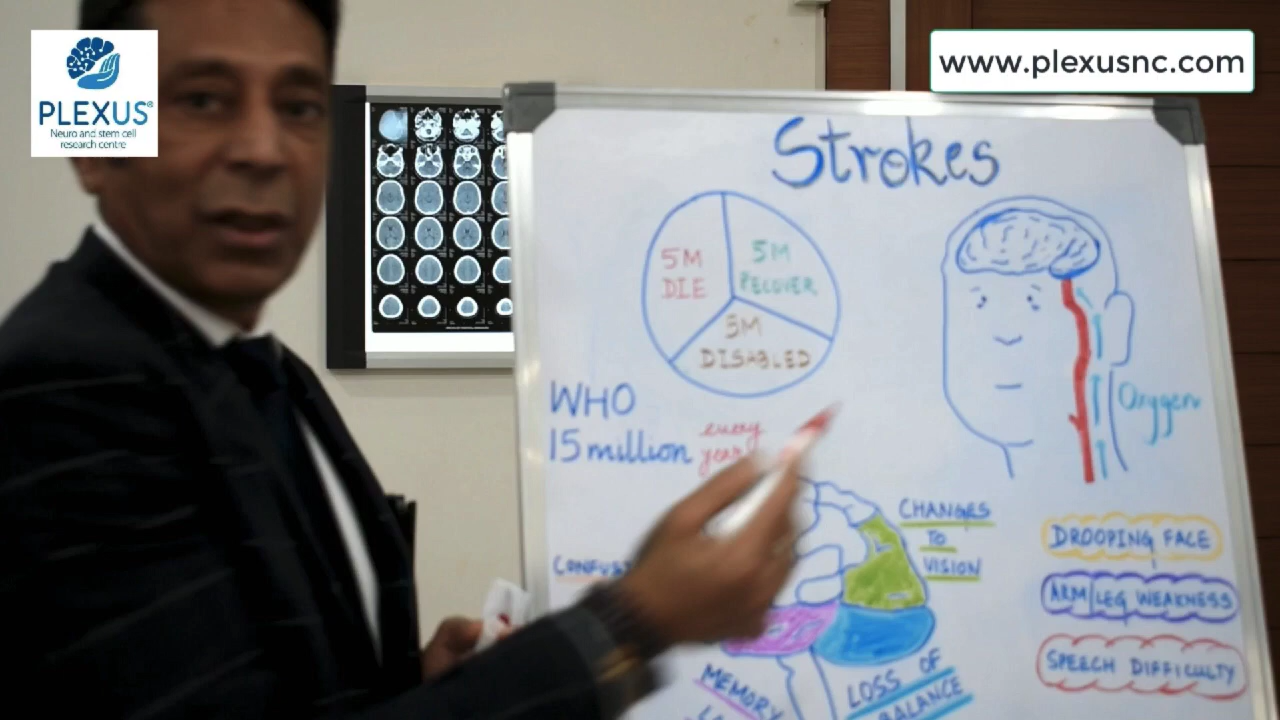 PLEXUS®
Neuro and stem cell
research centre
www.plexusnc.com
Strokes
5M
DIE
5M
RECOVER
5M
DISABLED
WHO
15 million every
year
Oxygen
CHANGES
TO
VISION
DROOPING FACE
ARM LEG WEAKNESS
SPEECH DIFFICULTY
MEMORY
LOSS OF
BALANCE